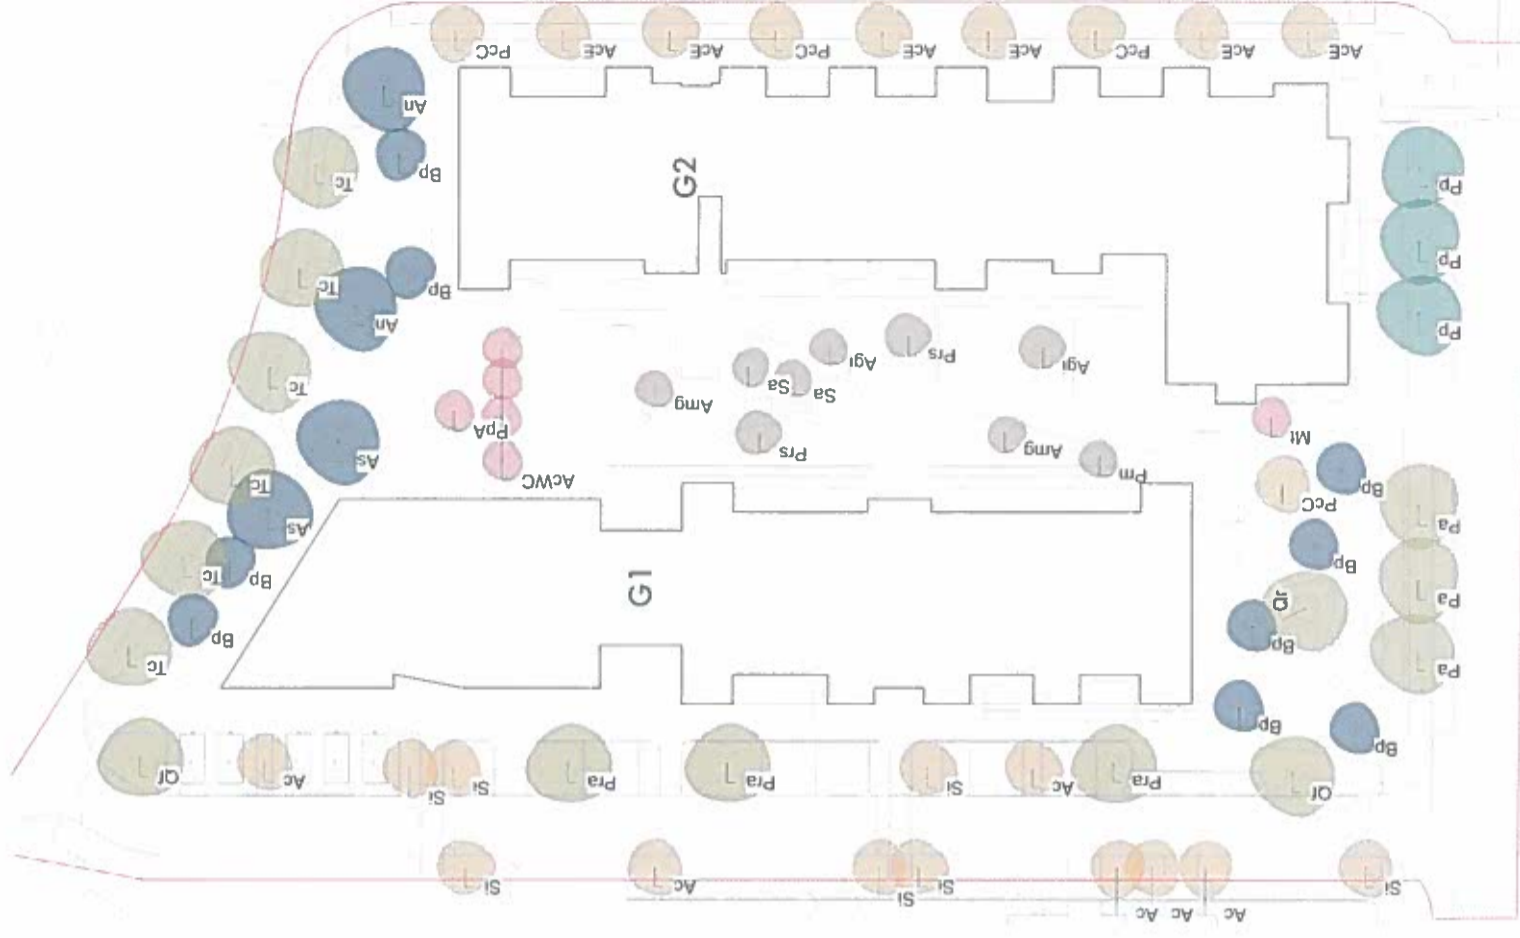 PcC AcE AcE PcC AcE AcE PcC AcE AcE
An
Bp
Tc
G2
Pp
Pp
Pp
Tc
Bp
An
Tc
Agr
Prs
Agr
Sa
Sa
Amg
PpA
Prs
Amg
Pm
AcWC
As
Tc
As
Mt
Bp
PcC
Pa
Bp
Tc
Bp
G1
Qr
Pa
Bp
Bp
Tc
Pa
Bp
Bp
Qr
Ac
Si
Si
Pra
Pra
Si
Ac
Pra
Qr
Si
Ac
Si
Si
Si
Ac
Ac
Ac